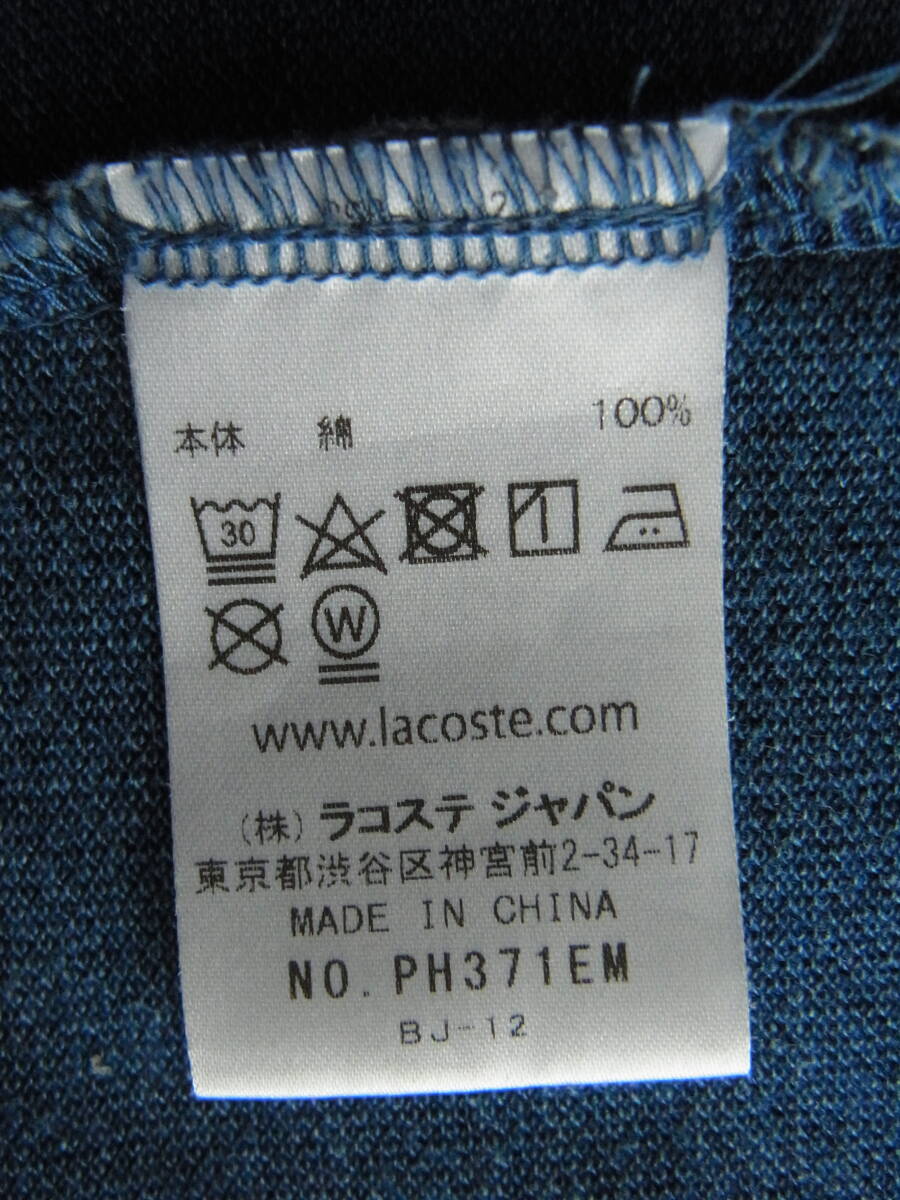 本体 綿 100%
30
W
www.lacoste.com
(株) ラコステ ジャパン
東京都渋谷区神宮前2-34-17
MADE IN CHINA
NO. PH371EM
BJ-12